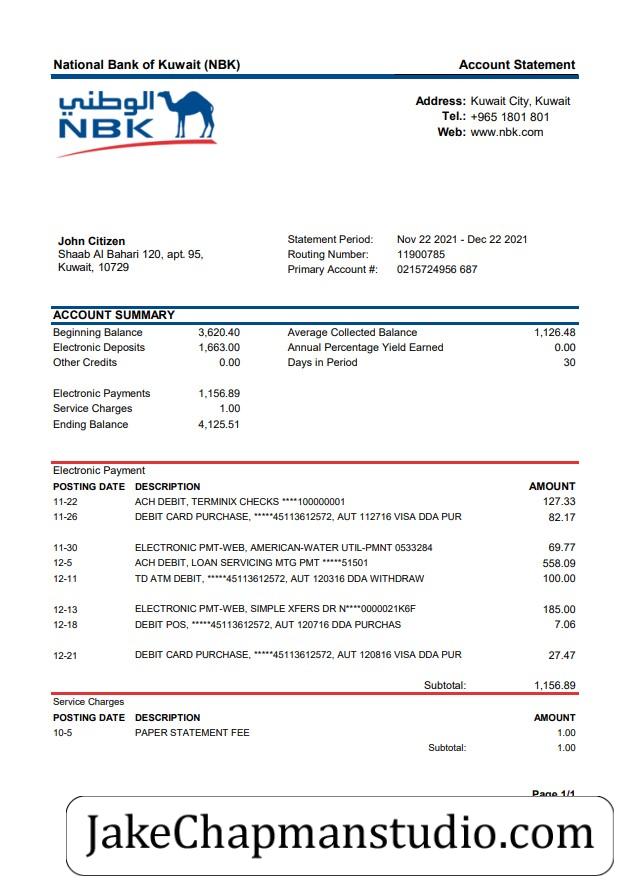 National Bank of Kuwait (NBK) Account Statement
الوطني
NBK
Address: Kuwait City, Kuwait
Tel.: +965 1801 801
Web: www.nbk.com
John Citizen
Shaab Al Bahari 120, apt. 95,
Kuwait, 10729
Statement Period: Nov 22 2021 - Dec 22 2021
Routing Number: 11900785
Primary Account #: 0215724956 687
ACCOUNT SUMMARY
Beginning Balance 3,620.40 Average Collected Balance 1,126.48
Electronic Deposits 1,663.00 Annual Percentage Yield Earned 0.00
Other Credits 0.00 Days in Period 30
Electronic Payments 1,156.89
Service Charges 1.00
Ending Balance 4,125.51
Electronic Payment
POSTING DATE DESCRIPTION AMOUNT
11-22 ACH DEBIT, TERMINIX CHECKS ****100000001 127.33
11-26 DEBIT CARD PURCHASE, *****45113612572, AUT 112716 VISA DDA PUR 82.17
11-30 ELECTRONIC PMT-WEB, AMERICAN-WATER UTIL-PMNT 0533284 69.77
12-5 ACH DEBIT, LOAN SERVICING MTG PMT *****51501 558.09
12-11 TD ATM DEBIT, *****45113612572, AUT 120316 DDA WITHDRAW 100.00
12-13 ELECTRONIC PMT-WEB, SIMPLE XFERS DR N****0000021K6F 185.00
12-18 DEBIT POS, *****45113612572, AUT 120716 DDA PURCHAS 7.06
12-21 DEBIT CARD PURCHASE, *****45113612572, AUT 120816 VISA DDA PUR 27.47
Subtotal: 1,156.89
Service Charges
POSTING DATE DESCRIPTION AMOUNT
10-5 PAPER STATEMENT FEE 1.00
Subtotal: 1.00
Page 1/1
JakeChapmanstudio.com